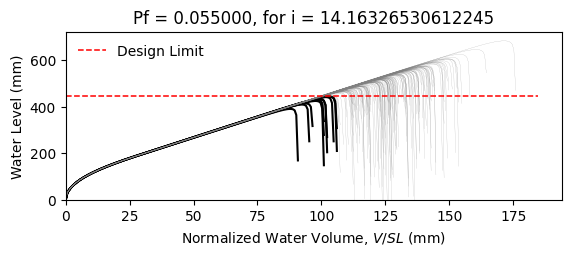 Pf = 0.055000, for i = 14.16326530612245
Design Limit
Water Level (mm)
600
400
200
0
0 25 50 75 100 125 150 175
Normalized Water Volume, V/SL (mm)